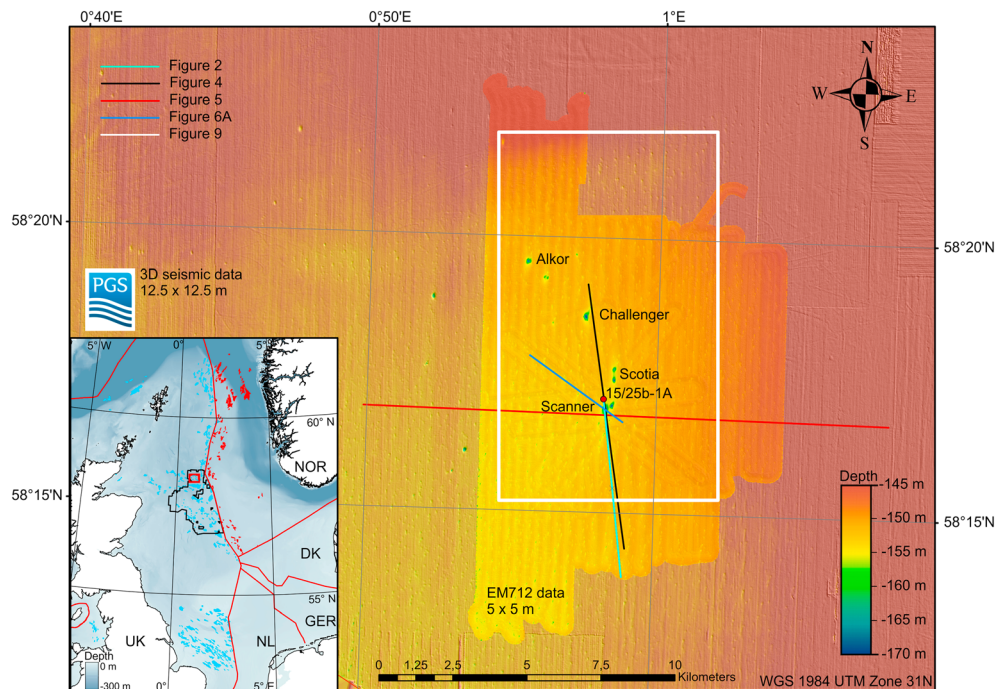 0°40'E 0°50'E 1°E
Figure 2
Figure 4
Figure 5
Figure 6A
Figure 9
N
W E
S
58°20'N
58°20'N
Alkor
PGS
3D seismic data
12.5 x 12.5 m
Challenger
Scotia
15/25b-1A
Scanner
58°15'N
58°15'N
5°W 0° 5°
60°N
NOR
DK
55°N
GER
UK
NL
Depth
0 m
-300 m
0° 5°E
EM712 data
5 x 5 m
Depth
-145 m
-150 m
-155 m
-160 m
-165 m
-170 m
0 1,25 2,5 5 7,5 10
Kilometers
WGS 1984 UTM Zone 31N